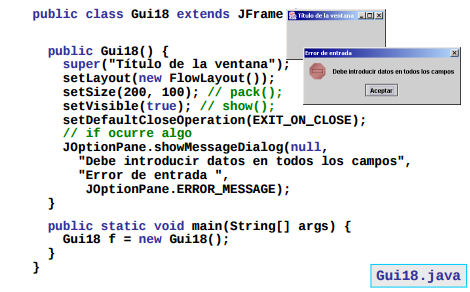 public class Gui18 extends JFrame
Título de la ventana
public Gui18() {
super("Título de la ventana");
setLayout(new FlowLayout());
setSize(200, 100); // pack();
setVisible(true); // show();
setDefaultCloseOperation(EXIT_ON_CLOSE);
// if ocurre algo
JOptionPane.showMessageDialog(null,
"Debe introducir datos en todos los campos",
"Error de entrada ",
JOptionPane.ERROR_MESSAGE);
}
public static void main(String[] args) {
Gui18 f = new Gui18();
}
}
Error de entrada
Debe introducir datos en todos los campos
Aceptar
Gui18.java